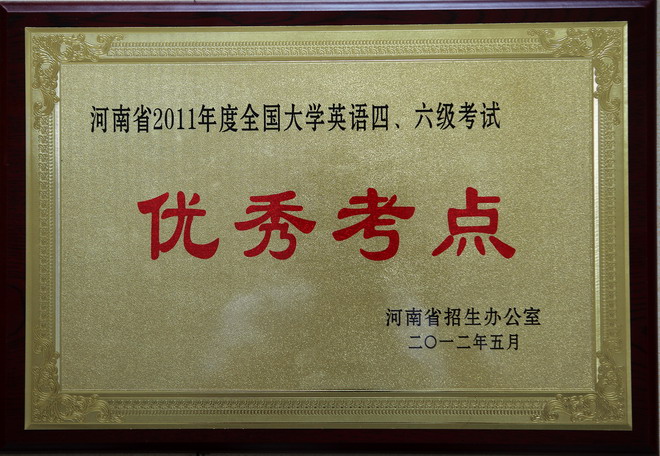 河南省2011年度全国大学英语四、六级考试
优秀考点
河南省招生办公室
二〇一二年五月